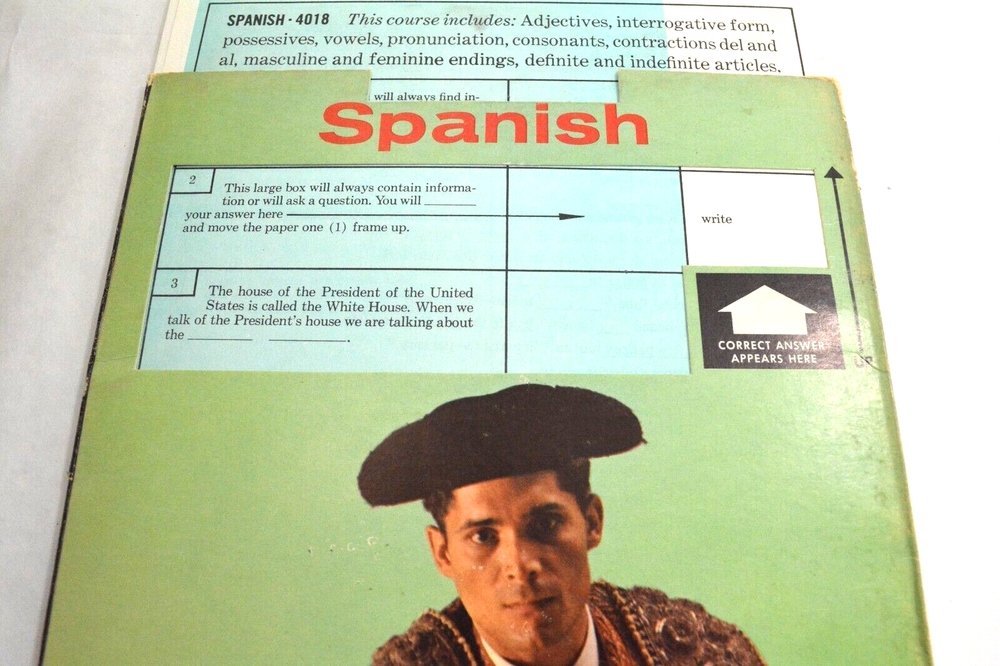 SPANISH · 4018 This course includes: Adjectives, interrogative form,
possessives, vowels, pronunciation, consonants, contractions del and
al, masculine and feminine endings, definite and indefinite articles.
will always find in-
Spanish
2
This large box will always contain informa-
tion or will ask a question. You will ________
your answer here
and move the paper one (1) frame up.
write
3
The house of the President of the United
States is called the White House. When we
talk of the President's house we are talking about
the __________ ____________.
CORRECT ANSWER
APPEARS HERE
UP